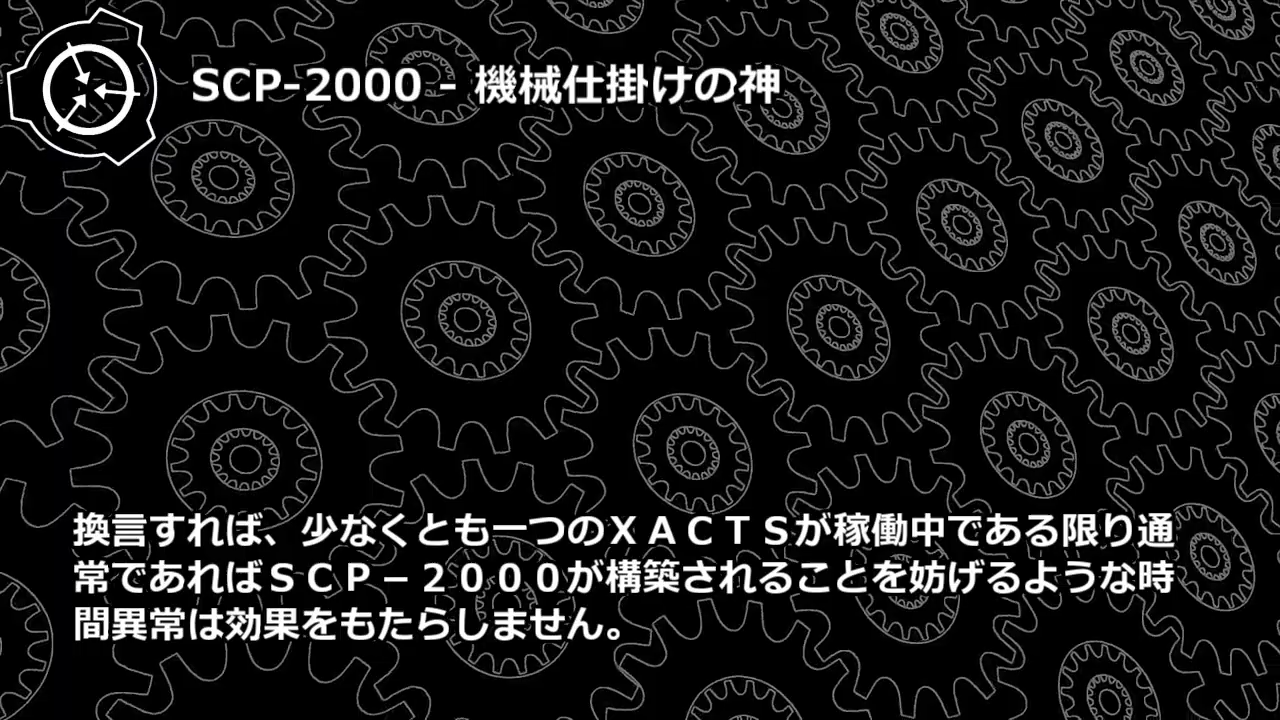 SCP-2000 - 機械仕掛けの神
換言すれば、少なくとも一つのＸＡＣＴＳが稼働中である限り通
常であればＳＣＰ－２０００が構築されることを妨げるような時
間異常は効果をもたらしません。